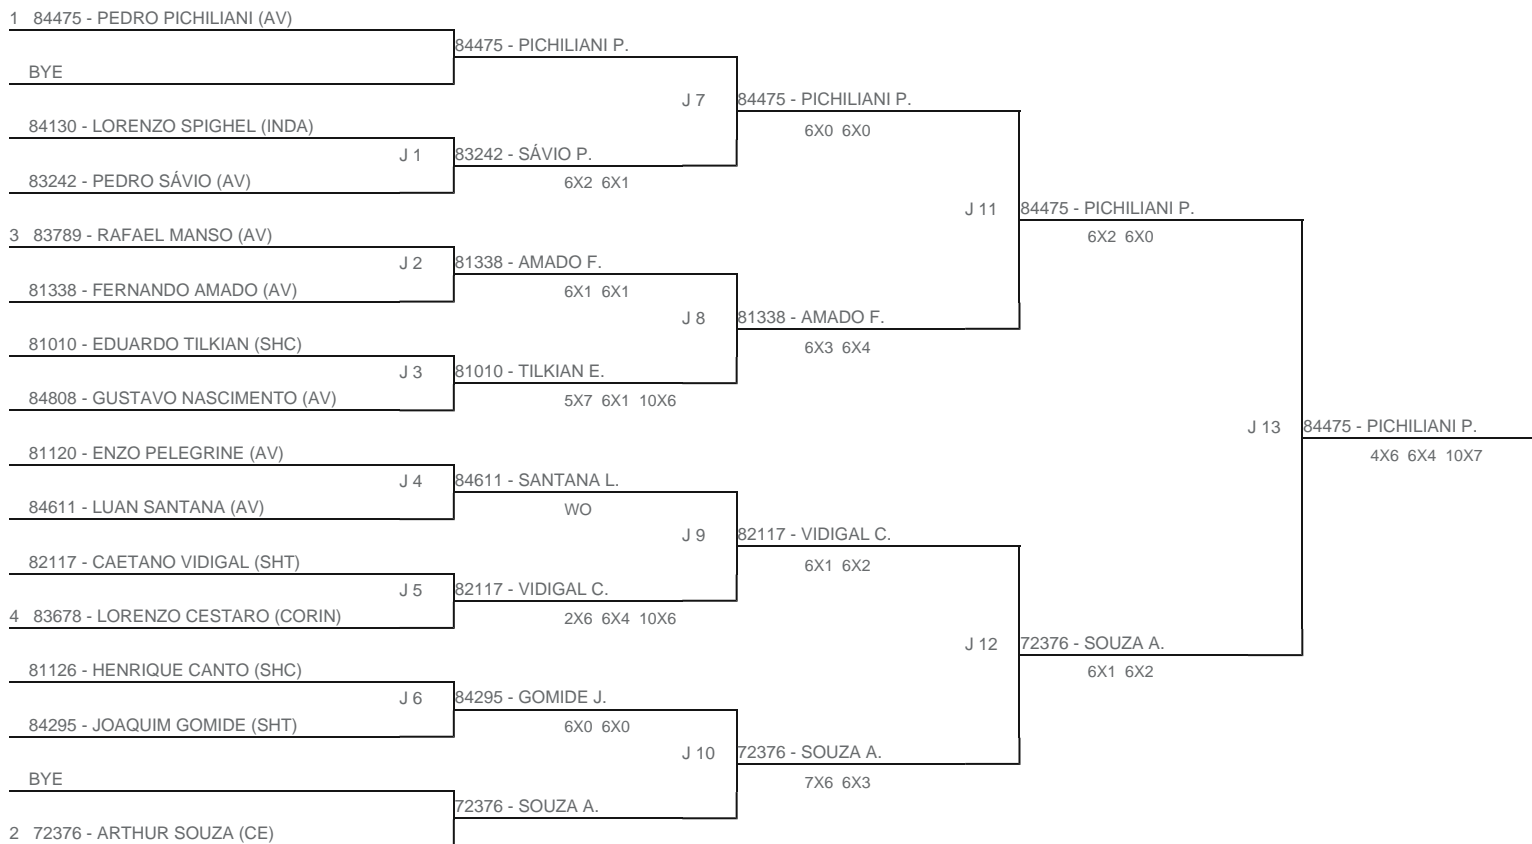 1 84475 - PEDRO PICHILIANI (AV)
84475 - PICHILIANI P.
BYE
J 7 84475 - PICHILIANI P.
6X0 6X0
84130 - LORENZO SPIGHEL (INDA)
J 1 83242 - SÁVIO P.
83242 - PEDRO SÁVIO (AV)
6X2 6X1
J 11 84475 - PICHILIANI P.
6X2 6X0
3 83789 - RAFAEL MANSO (AV)
J 2 81338 - AMADO F.
81338 - FERNANDO AMADO (AV)
6X1 6X1
J 8 81338 - AMADO F.
6X3 6X4
81010 - EDUARDO TILKIAN (SHC)
J 3 81010 - TILKIAN E.
84808 - GUSTAVO NASCIMENTO (AV)
5X7 6X1 10X6
J 13 84475 - PICHILIANI P.
4X6 6X4 10X7
81120 - ENZO PELEGRINE (AV)
J 4 84611 - SANTANA L.
84611 - LUAN SANTANA (AV)
WO
J 9 82117 - VIDIGAL C.
6X1 6X2
82117 - CAETANO VIDIGAL (SHT)
J 5 82117 - VIDIGAL C.
4 83678 - LORENZO CESTARO (CORIN)
2X6 6X4 10X6
J 12 72376 - SOUZA A.
6X1 6X2
81126 - HENRIQUE CANTO (SHC)
J 6 84295 - GOMIDE J.
84295 - JOAQUIM GOMIDE (SHT)
6X0 6X0
J 10 72376 - SOUZA A.
7X6 6X3
BYE
72376 - SOUZA A.
2 72376 - ARTHUR SOUZA (CE)